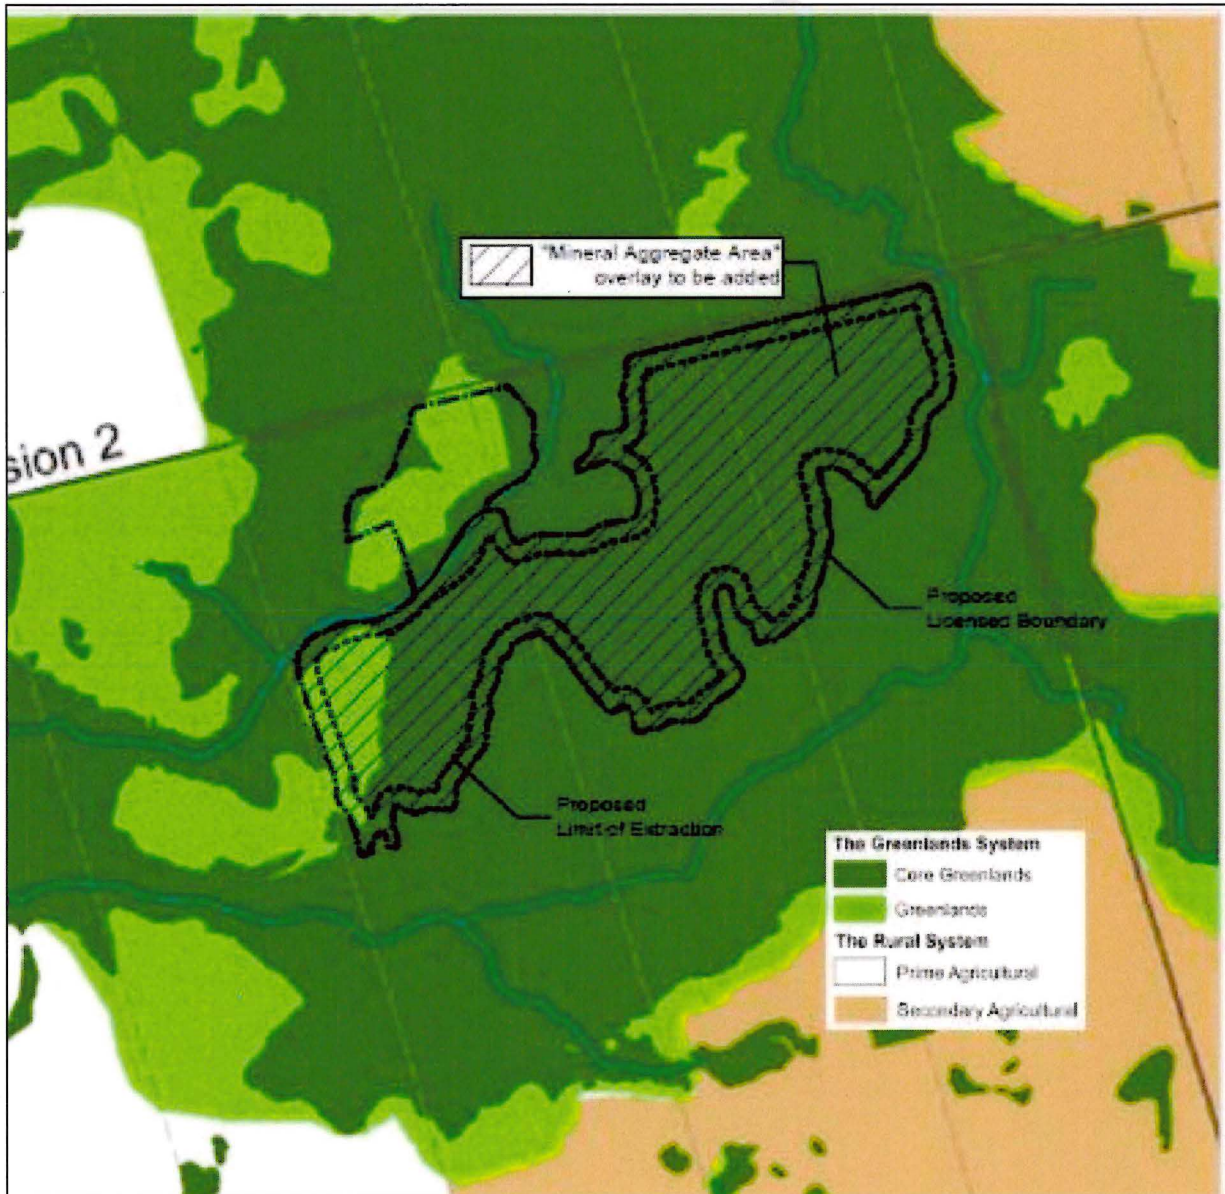 "Mineral Aggregate Area"
overlay to be added
sion 2
Proposed
Licensed Boundary
Proposed
Limit of Extraction
The Greenlands System
Core Greenlands
Greenlands
The Rural System
Prime Agricultural
Secondary Agricultural